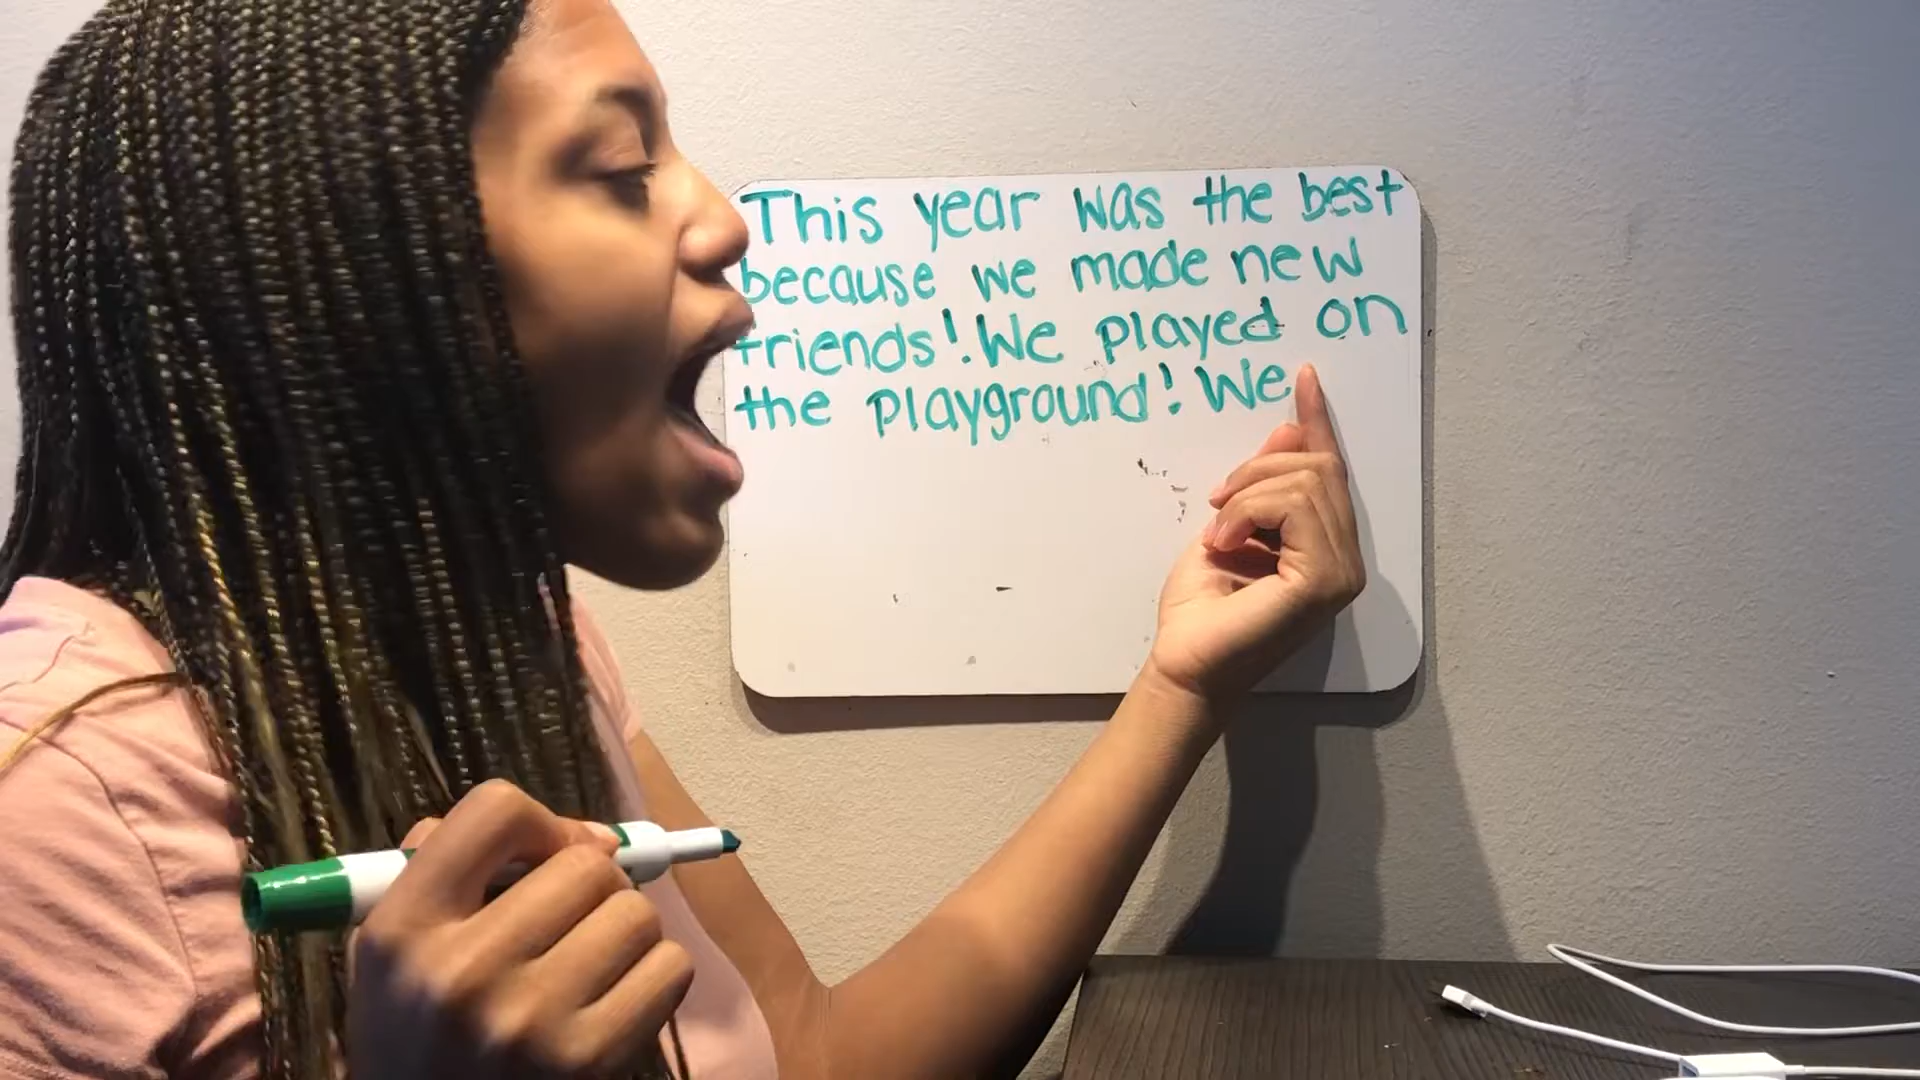 This year was the best
because we made new
friends! We played on
the playground! We